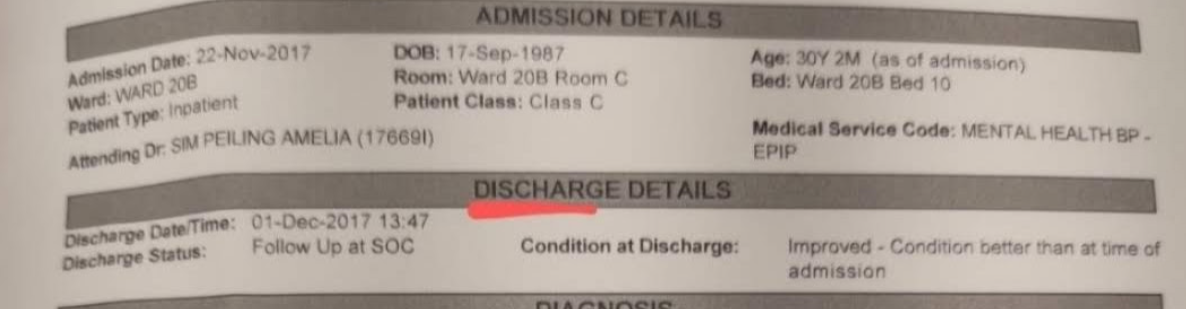 ADMISSION DETAILS
Admission Date: 22-Nov-2017 DOB: 17-Sep-1987 Age: 30Y 2M (as of admission)
Ward: WARD 20B Room: Ward 20B Room C Bed: Ward 20B Bed 10
Patient Type: Inpatient Patient Class: Class C
Attending Dr: SIM PEILING AMELIA (17669I) Medical Service Code: MENTAL HEALTH BP -
EPIP
DISCHARGE DETAILS
Discharge Date/Time: 01-Dec-2017 13:47
Discharge Status: Follow Up at SOC Condition at Discharge: Improved - Condition better than at time of
admission
DIAGNOSIS